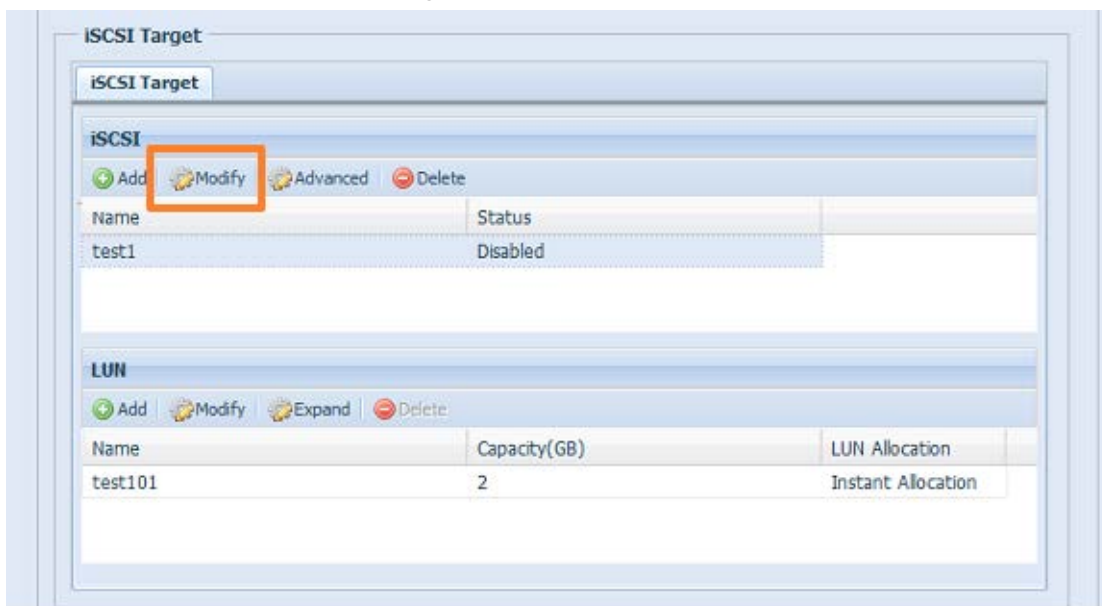 iSCSI Target
iSCSI Target
iSCSI
Add Modify Advanced Delete
Name Status
test1 Disabled
LUN
Add Modify Expand Delete
Name Capacity(GB) LUN Allocation
test101 2 Instant Allocation